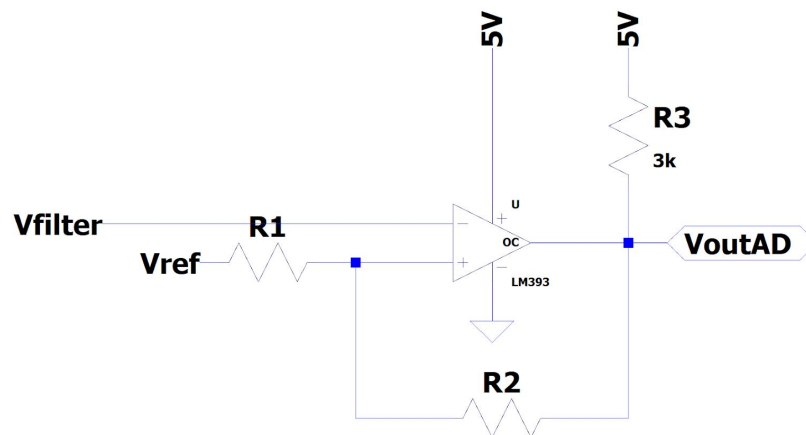 5V
5V
R3
3k
U
Vfilter
R1
OC
VoutAD
Vref
LM393
R2